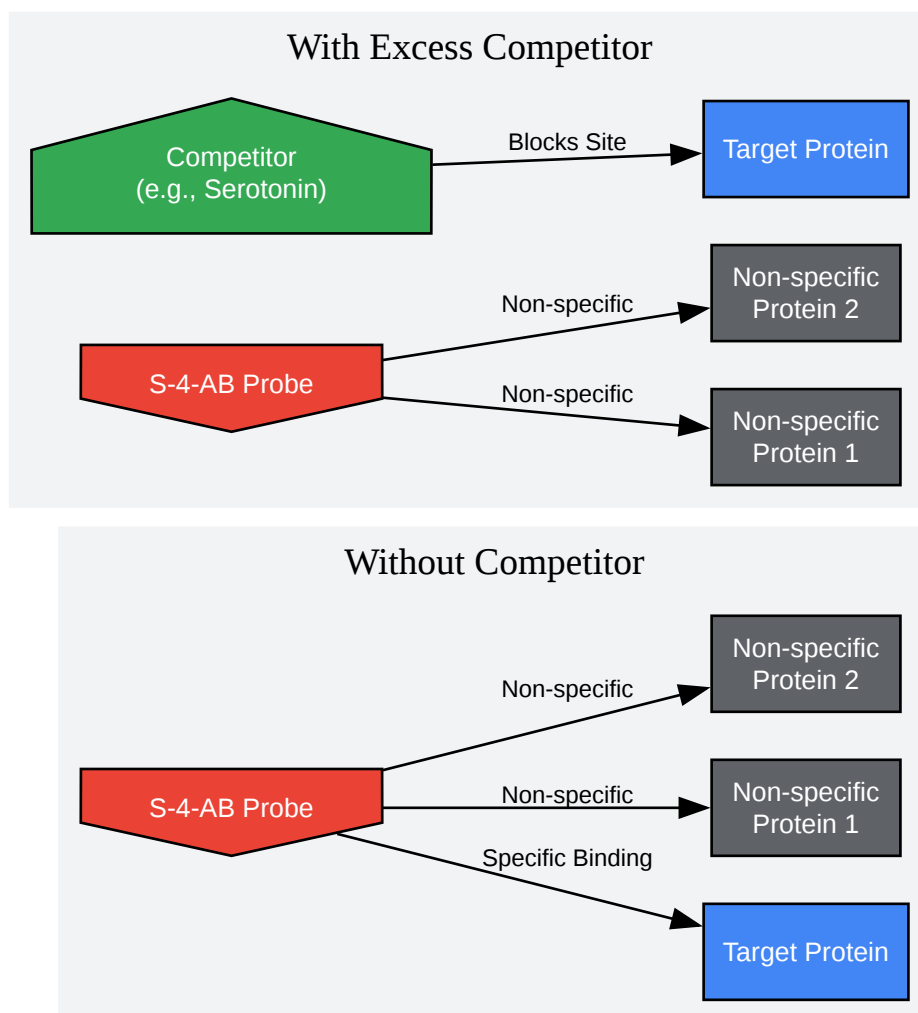 With Excess Competitor
Competitor
(e.g., Serotonin)
Blocks Site
Target Protein
Non-specific
Non-specific
Protein 2
S-4-AB Probe
Non-specific
Non-specific
Protein 1
Without Competitor
Non-specific
Non-specific
Protein 2
S-4-AB Probe
Non-specific
Non-specific
Protein 1
Specific Binding
Target Protein